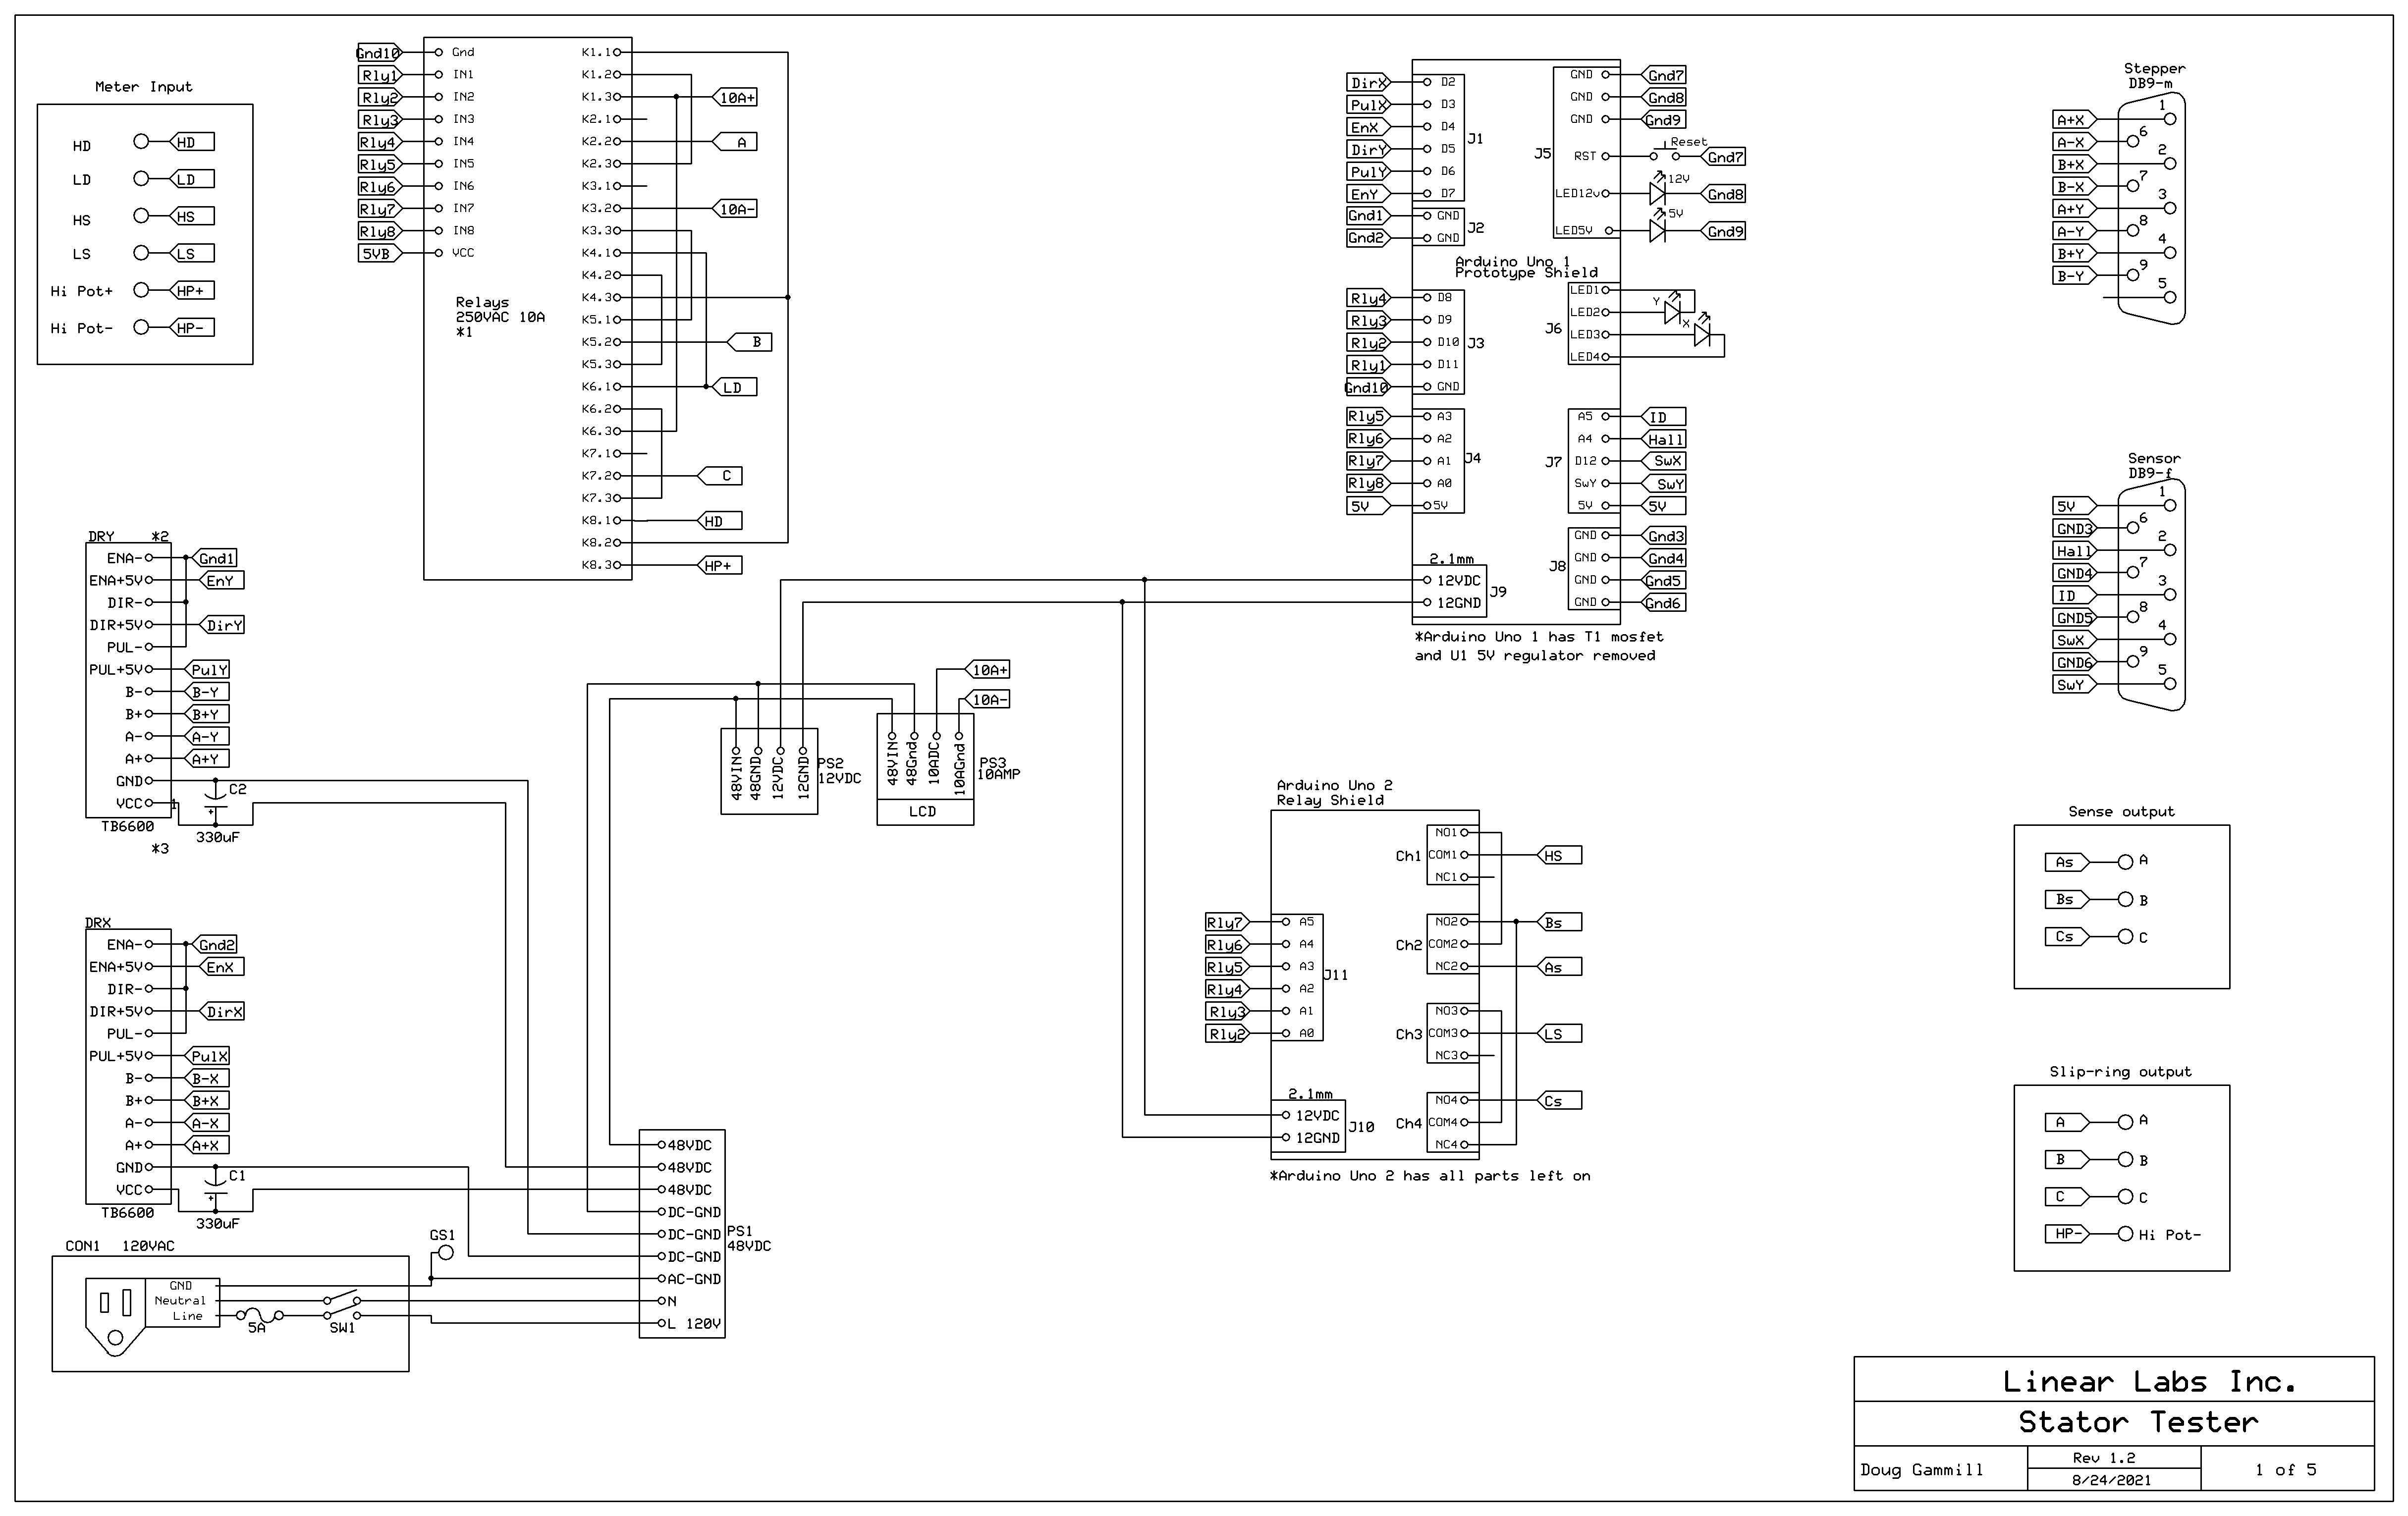 Meter Input
HD
HD
LD
LD
HS
HS
LS
LS
Hi Pot+
HP+
Hi Pot-
HP-
Gnd10
Gnd
Rly1
IN1
Rly2
IN2
Rly3
IN3
Rly4
IN4
Rly5
IN5
Rly6
IN6
Rly7
IN7
Rly8
IN8
5VB
VCC
Relays
250VAC 10A
*1
K1.1
K1.2
K1.3
10A+
K2.1
K2.2
A
K2.3
K3.1
K3.2
10A-
K3.3
K4.1
K4.2
K4.3
K5.1
K5.2
B
K5.3
K6.1
LD
K6.2
K6.3
K7.1
K7.2
C
K7.3
K8.1
HD
K8.2
K8.3
HP+
DirX
D2
PulX
D3
EnX
D4
DirY
D5
PulY
D6
EnY
D7
J1
Gnd1
GND
Gnd2
GND
J2
GND
Gnd7
GND
Gnd8
GND
Gnd9
J5
RST
Reset
Gnd7
LED12v
12V
Gnd8
LED5V
5V
Gnd9
Arduino Uno 1
Prototype Shield
Rly4
D8
Rly3
D9
Rly2
D10
Rly1
D11
Gnd10
GND
J3
LED1
LED2
LED3
LED4
J6
Y
X
Rly5
A3
Rly6
A2
Rly7
A1
Rly8
A0
5V
5V
J4
A5
ID
A4
Hall
D12
SwX
SwY
SwY
5V
5V
J7
GND
Gnd3
GND
Gnd4
GND
Gnd5
GND
Gnd6
J8
2.1mm
12VDC
12GND
J9
*Arduino Uno 1 has T1 mosfet
and U1 5V regulator removed
Stepper
DB9-m
A+X
1
A-X
6
B+X
2
B-X
7
A+Y
3
A-Y
8
B+Y
4
B-Y
9
5
Sensor
DB9-f
5V
1
GND3
6
Hall
2
GND4
7
ID
3
GND5
8
SwX
4
GND6
9
SwY
5
DRY
*2
ENA-
Gnd1
ENA+5V
EnY
DIR-
DIR+5V
DirY
PUL-
PUL+5V
PulY
B-
B-Y
B+
B+Y
A-
A-Y
A+
A+Y
GND
C2
VCC
1
TB6600
330uF
*3
10A+
10A-
48VIN
48GND
12VDC
12GND
PS2
12VDC
48VIN
48Gnd
10ADC
10AGnd
PS3
10AMP
LCD
Arduino Uno 2
Relay Shield
Ch1
NO1
COM1
NC1
HS
Ch2
NO2
COM2
NC2
Bs
As
Ch3
NO3
COM3
NC3
LS
Ch4
NO4
COM4
NC4
Cs
Rly7
A5
Rly6
A4
Rly5
A3
Rly4
A2
Rly3
A1
Rly2
A0
J11
2.1mm
12VDC
12GND
J10
*Arduino Uno 2 has all parts left on
Sense output
As
A
Bs
B
Cs
C
Slip-ring output
A
A
B
B
C
C
HP-
Hi Pot-
DRX
ENA-
Gnd2
ENA+5V
EnX
DIR-
DIR+5V
DirX
PUL-
PUL+5V
PulX
B-
B-X
B+
B+X
A-
A-X
A+
A+X
GND
C1
VCC
TB6600
330uF
48VDC
48VDC
48VDC
DC-GND
DC-GND
DC-GND
AC-GND
N
L 120V
PS1
48VDC
GS1
CON1 120VAC
GND
Neutral
Line
5A
SW1
Linear Labs Inc.
Stator Tester
Doug Gammill
Rev 1.2
8/24/2021
1 of 5